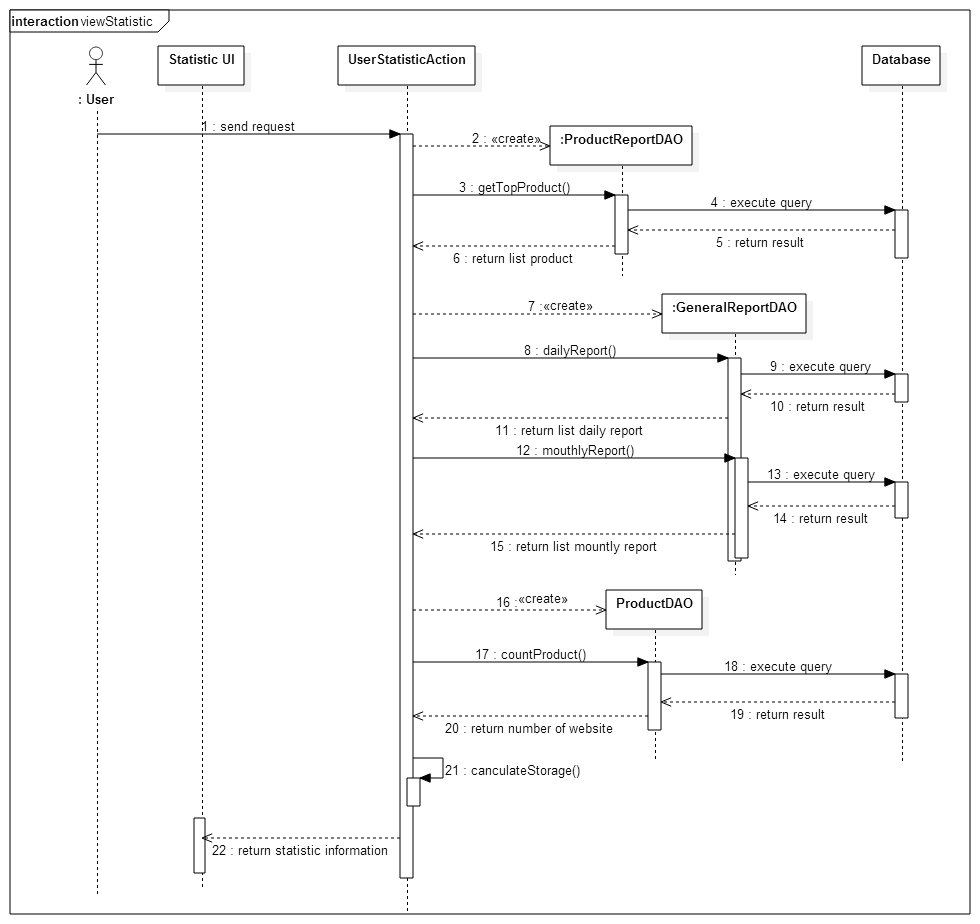 interaction viewStatistic
Statistic UI
UserStatisticAction
Database
: User
1 : send request
2 : «create»
:ProductReportDAO
3 : getTopProduct()
4 : execute query
5 : return result
6 : return list product
7 :«create»
:GeneralReportDAO
8 : dailyReport()
9 : execute query
10 : return result
11 : return list daily report
12 : mouthlyReport()
13 : execute query
14 : return result
15 : return list mountly report
16 :«create»
ProductDAO
17 : countProduct()
18 : execute query
19 : return result
20 : return number of website
21 : canculateStorage()
22 : return statistic information